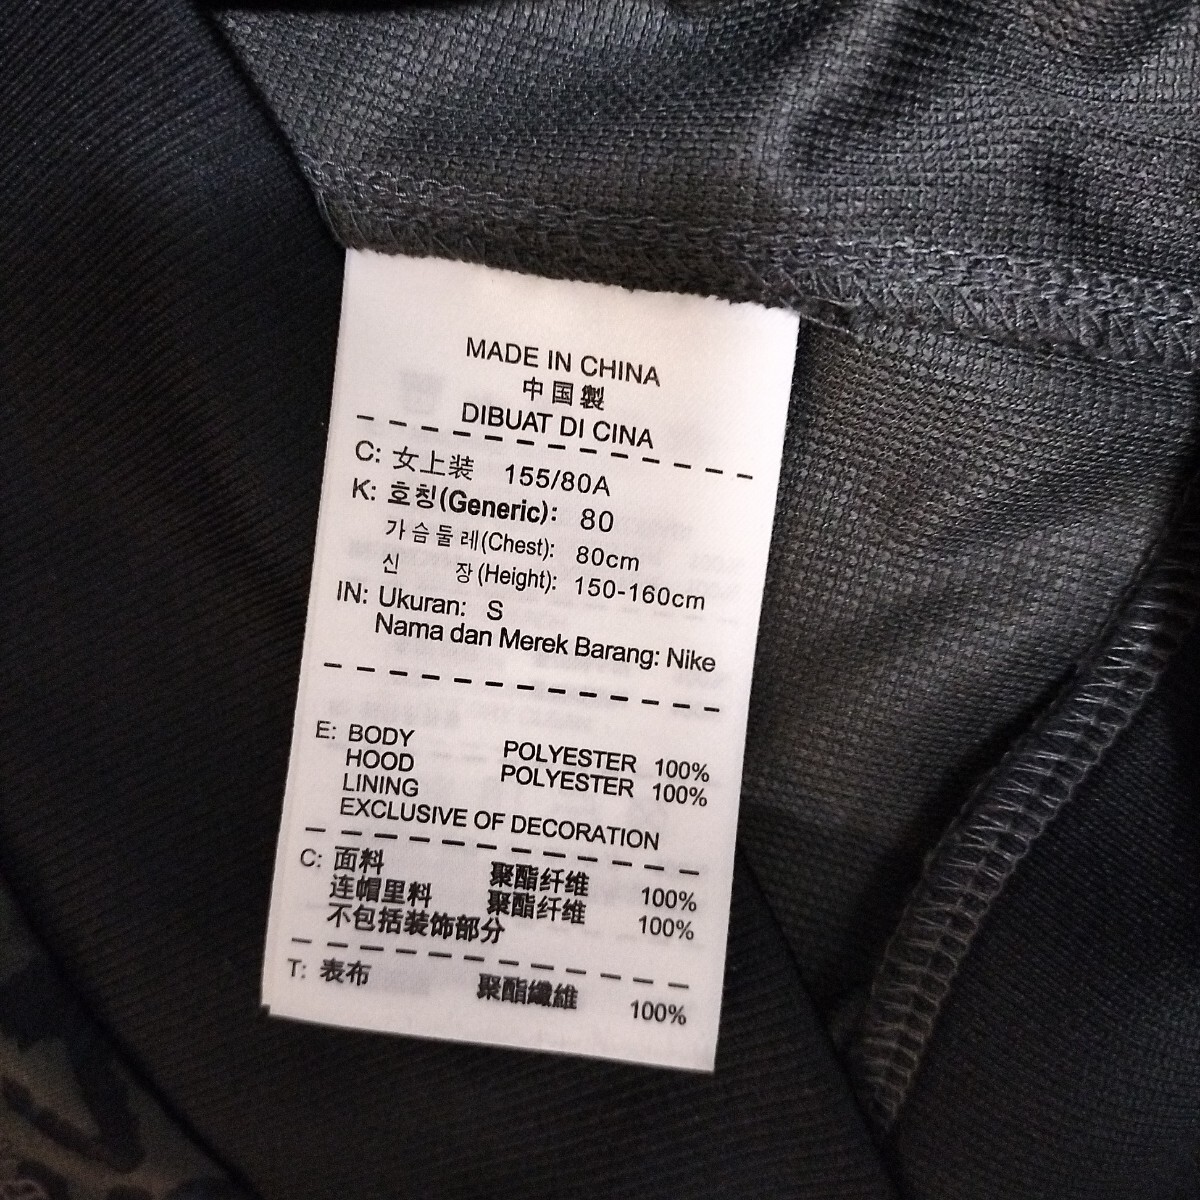 MADE IN CHINA
中国製
DIBUAT DI CINA
C: 女上装 155/80A
K: 호칭(Generic): 80
가슴둘레(Chest): 80cm
신 장(Height): 150-160cm
IN: Ukuran: S
Nama dan Merek Barang: Nike
E: BODY POLYESTER 100%
HOOD POLYESTER 100%
LINING
EXCLUSIVE OF DECORATION
C: 面料 聚酯纤维 100%
连帽里料 聚酯纤维 100%
不包括装饰部分
T: 表布 聚酯纖維 100%